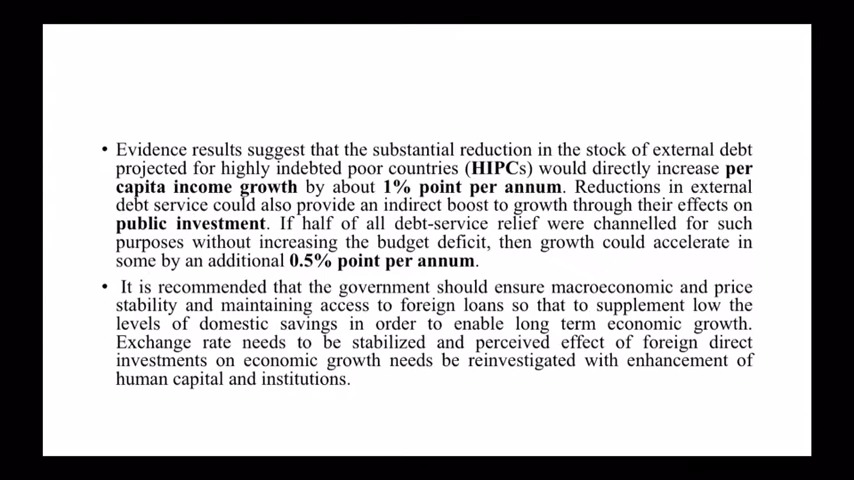 • Evidence results suggest that the substantial reduction in the stock of external debt
projected for highly indebted poor countries (HIPCs) would directly increase per
capita income growth by about 1% point per annum. Reductions in external
debt service could also provide an indirect boost to growth through their effects on
public investment. If half of all debt-service relief were channelled for such
purposes without increasing the budget deficit, then growth could accelerate in
some by an additional 0.5% point per annum.
• It is recommended that the government should ensure macroeconomic and price
stability and maintaining access to foreign loans so that to supplement low the
levels of domestic savings in order to enable long term economic growth.
Exchange rate needs to be stabilized and perceived effect of foreign direct
investments on economic growth needs be reinvestigated with enhancement of
human capital and institutions.